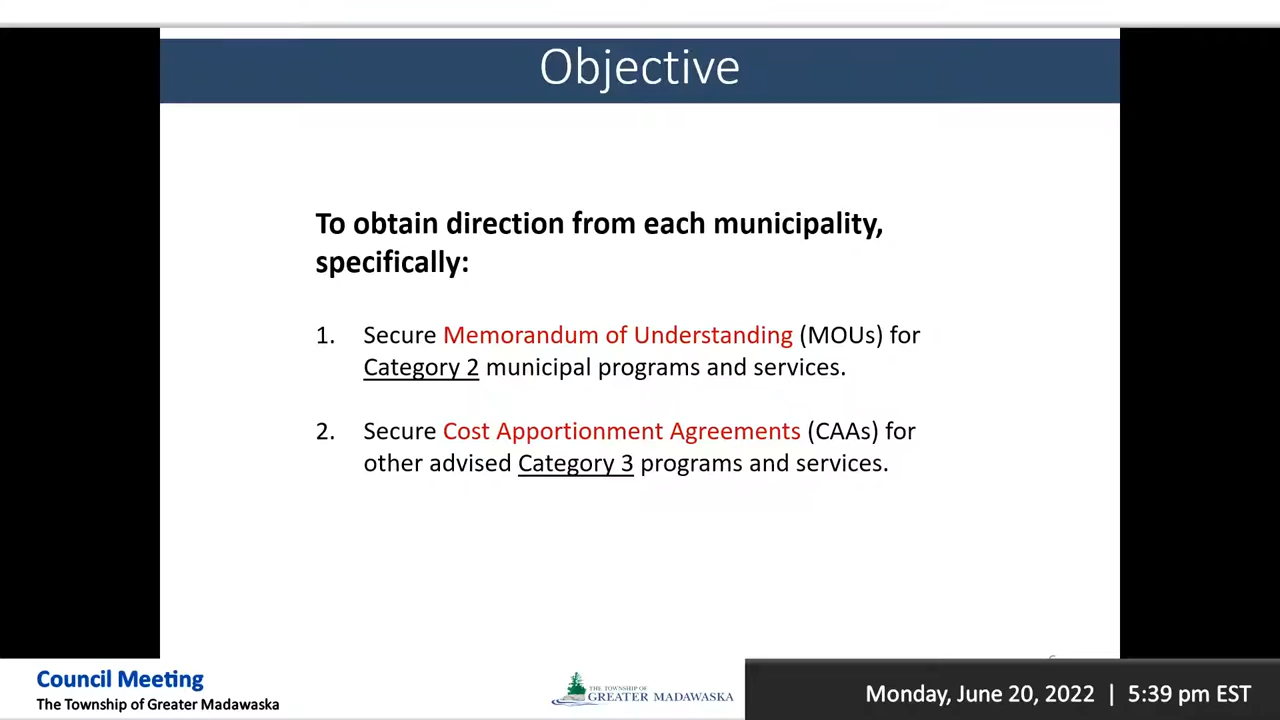 Objective
To obtain direction from each municipality,
specifically:
1. Secure Memorandum of Understanding (MOUs) for
Category 2 municipal programs and services.
2. Secure Cost Apportionment Agreements (CAAs) for
other advised Category 3 programs and services.
Council Meeting
The Township of Greater Madawaska
THE TOWNSHIP OF
GREATER MADAWASKA
Monday, June 20, 2022 | 5:39 pm EST